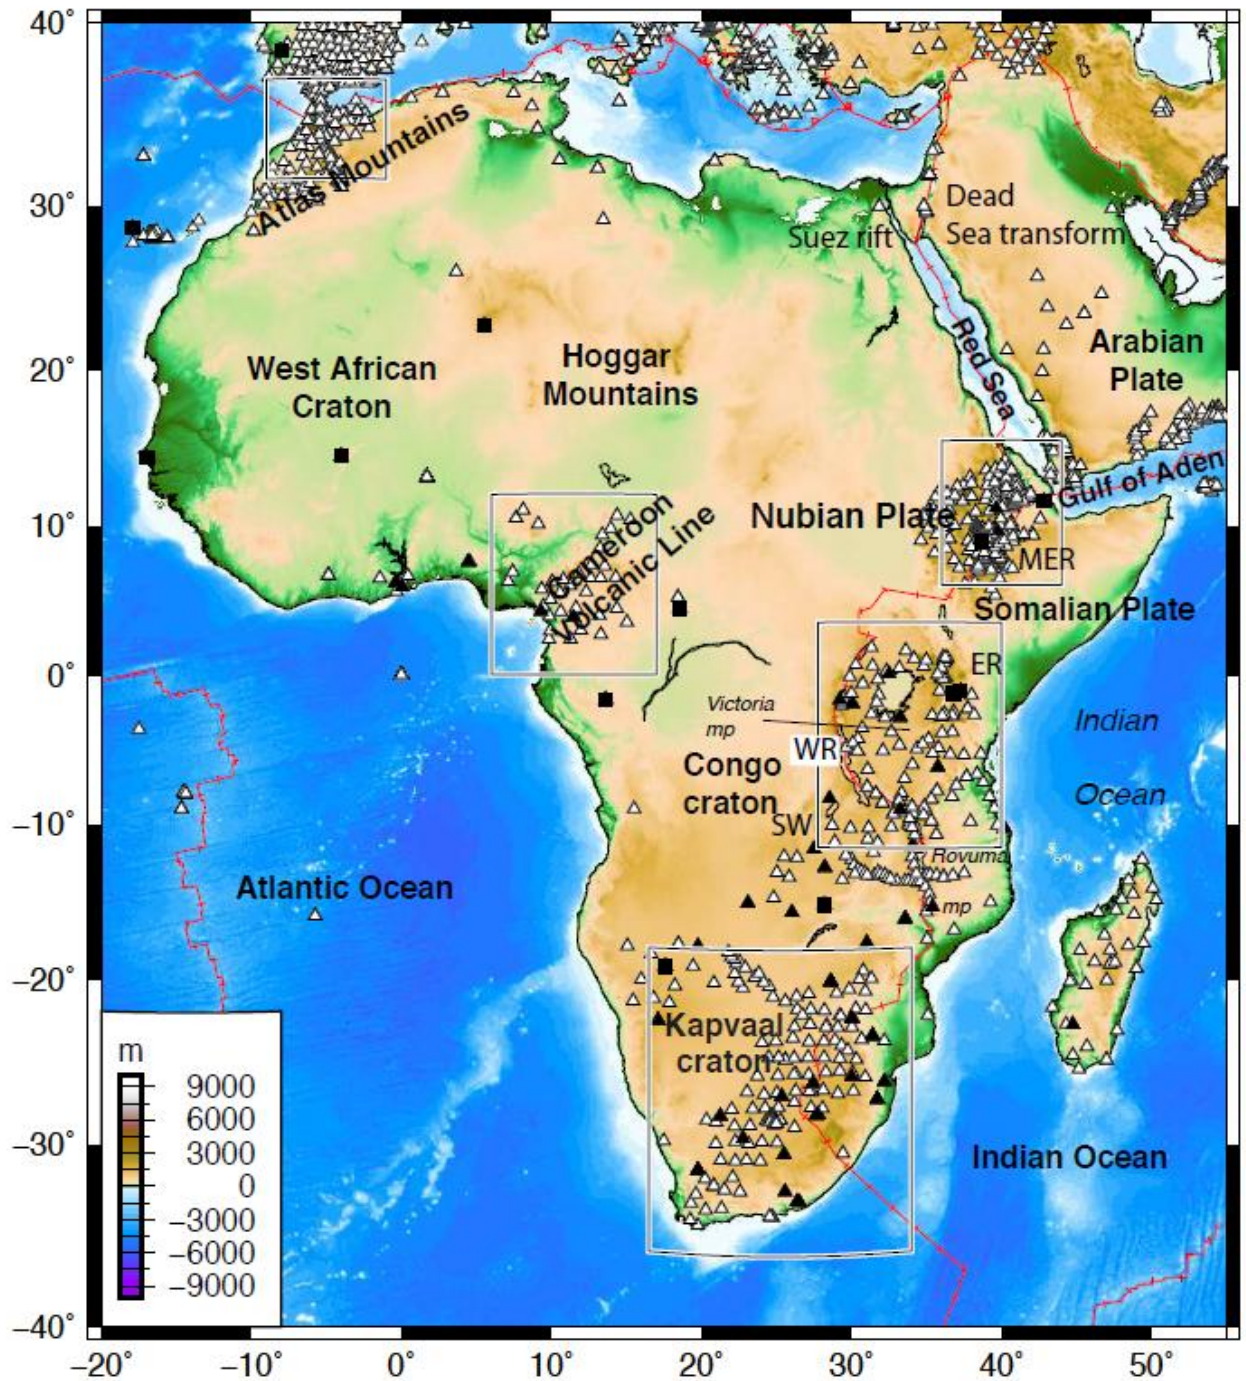 40°
30°
20°
10°
0°
−10°
−20°
−30°
−40°
−20°
−10°
0°
10°
20°
30°
40°
50°
Atlas Mountains
Suez rift
Dead
Sea transform
Red Sea
Arabian
Plate
West African
Craton
Hoggar
Mountains
Gulf of Aden
Nubian Plate
MER
Cameroon
Volcanic Line
Somalian Plate
ER
Victoria
mp
WR
Indian
Ocean
Congo
craton
SW
Rovuma
mp
Atlantic Ocean
Kapvaal
craton
Indian Ocean
m
9000
6000
3000
0
−3000
−6000
−9000